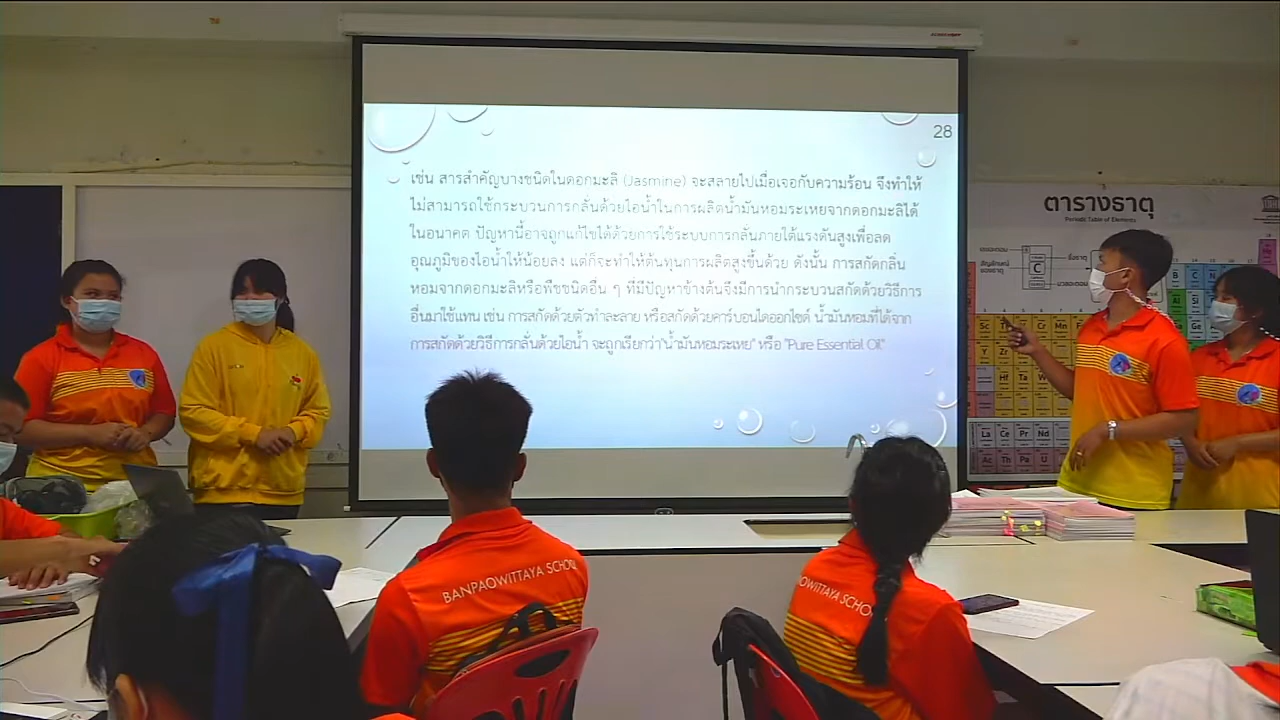 28
เช่น สารสำคัญบางชนิดในดอกมะลิ (Jasmine) จะสลายไปเมื่อเจอกับความร้อน จึงทำให้
ไม่สามารถใช้กระบวนการกลั่นด้วยไอน้ำในการผลิตน้ำมันหอมระเหยจากดอกมะลิได้
ในอนาคต ปัญหานี้อาจถูกแก้ไขได้ด้วยการใช้ระบบการกลั่นภายใต้แรงดันสูงเพื่อลด
อุณภูมิของไอน้ำให้น้อยลง แต่ก็จะทำให้ต้นทุนการผลิตสูงขึ้นด้วย ดังนั้น การสกัดกลิ่น
หอมจากดอกมะลิหรือพืชชนิดอื่น ๆ ที่มีปัญหาข้างต้นจึงมีการนำกระบวนสกัดด้วยวิธีการ
อื่นมาใช้แทน เช่น การสกัดด้วยตัวทำละลาย หรือสกัดด้วยคาร์บอนไดออกไซด์ น้ำมันหอมที่ได้จาก
การสกัดด้วยวิธีการกลั่นด้วยไอน้ำ จะถูกเรียกว่า"น้ำมันหอมระเหย" หรือ "Pure Essential Oil"
ตารางธาตุ
Periodic Table of Elements
C
B C N
Al
Sc Ti Cr Mn
Y Zr
Hf Ta W
La Ce Pr Nd
Ac Th Pa U
BANPAOWITTAYA SCHOOL
OWITTAYA SCHO